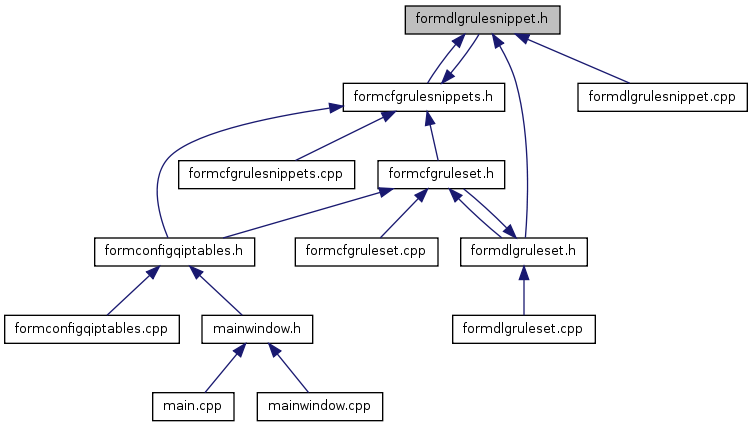 formdlgrulesnippet.h
formcfgrulesnippets.h
formdlgrulesnippet.cpp
formcfgrulesnippets.cpp
formcfgruleset.h
formconfigqiptables.h
formcfgruleset.cpp
formdlgruleset.h
formconfigqiptables.cpp
mainwindow.h
formdlgruleset.cpp
main.cpp
mainwindow.cpp